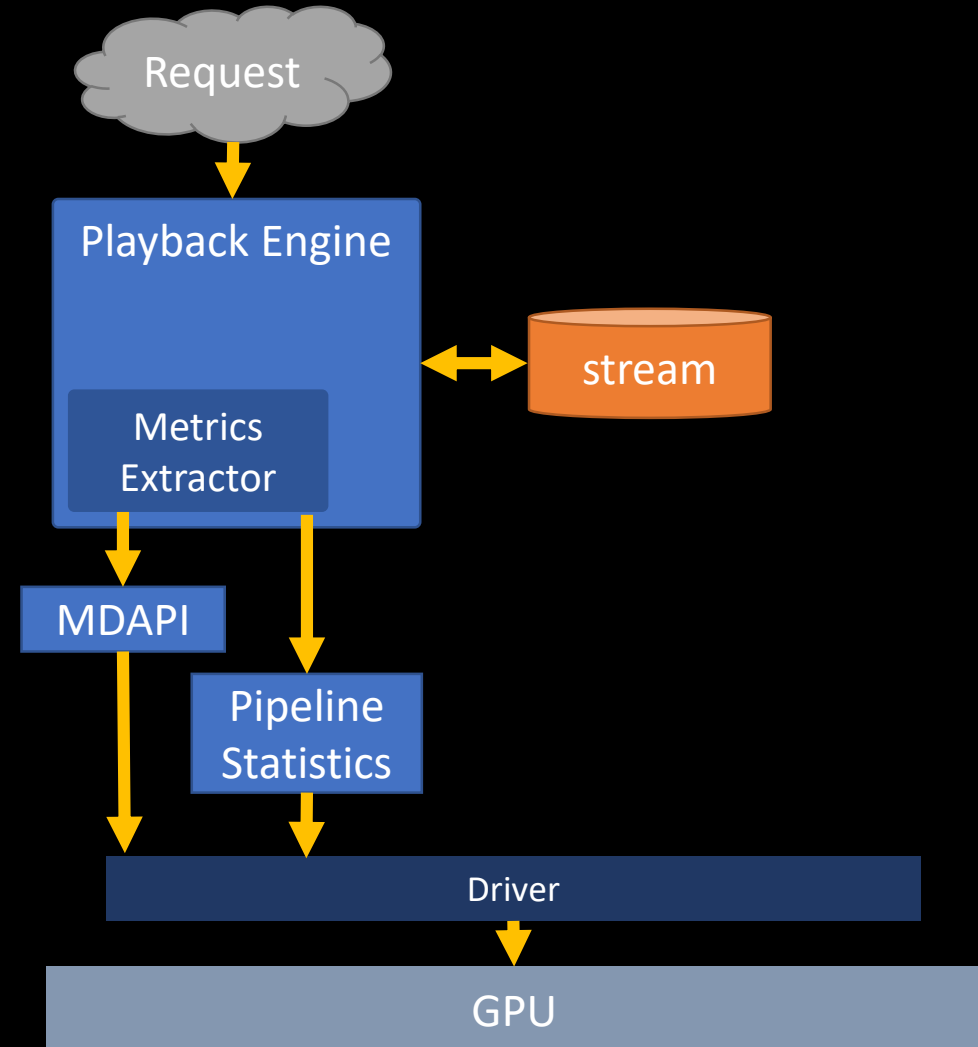 Request
Playback Engine
stream
Metrics
Extractor
MDAPI
Pipeline
Statistics
Driver
GPU